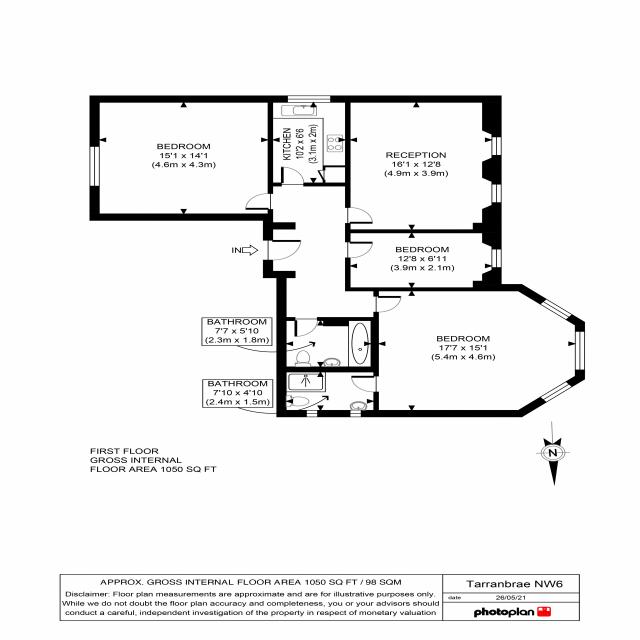 BEDROOM
15'1 x 14'1
(4.6m x 4.3m)
KITCHEN
10'2 x 6'6
(3.1m x 2m)
RECEPTION
16'1 x 12'8
(4.9m x 3.9m)
IN
BEDROOM
12'8 x 6'11
(3.9m x 2.1m)
BATHROOM
7'7 x 5'10
(2.3m x 1.8m)
BEDROOM
17'7 x 15'1
(5.4m x 4.6m)
BATHROOM
7'10 x 4'10
(2.4m x 1.5m)
FIRST FLOOR
GROSS INTERNAL
FLOOR AREA 1050 SQ FT
N
APPROX. GROSS INTERNAL FLOOR AREA 1050 SQ FT / 98 SQM
Disclaimer: Floor plan measurements are approximate and are for illustrative purposes only.
While we do not doubt the floor plan accuracy and completeness, you or your advisors should
conduct a careful, independent investigation of the property in respect of monetary valuation
Tarranbrae NW6
date 26/05/21
photoplan